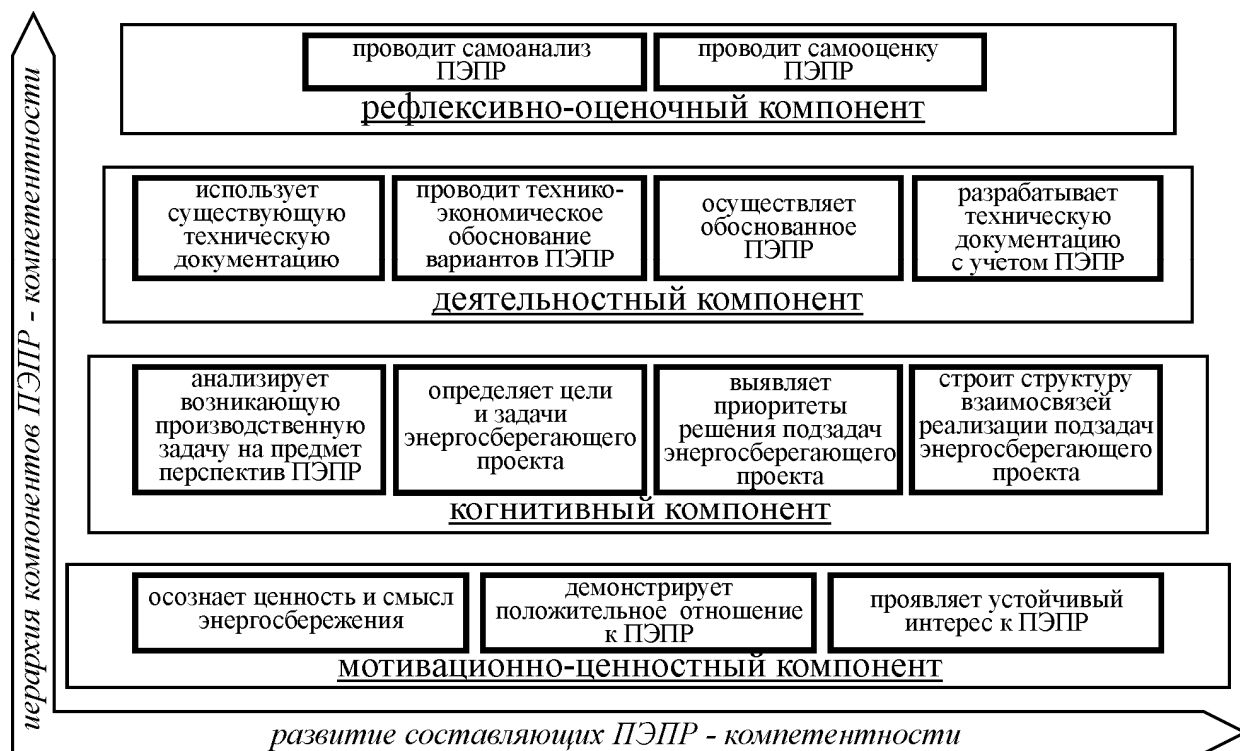 иерархия компонентов ПЭПР - компетентности
проводит самоанализ
ПЭПР
проводит самооценку
ПЭПР
рефлексивно-оценочный компонент
использует
существующую
техническую
документацию
проводит технико-
экономическое
обоснование
вариантов ПЭПР
осуществляет
обоснованное
ПЭПР
разрабатывает
техническую
документацию
с учетом ПЭПР
деятельностный компонент
анализирует
возникающую
производственную
задачу на предмет
перспектив ПЭПР
определяет цели
и задачи
энергосберегающего
проекта
выявляет
приоритеты
решения подзадач
энергосберегающего
проекта
строит структуру
взаимосвязей
реализации подзадач
энергосберегающего
проекта
когнитивный компонент
осознает ценность и смысл
энергосбережения
демонстрирует
положительное отношение
к ПЭПР
проявляет устойчивый
интерес к ПЭПР
мотивационно-ценностный компонент
развитие составляющих ПЭПР - компетентности